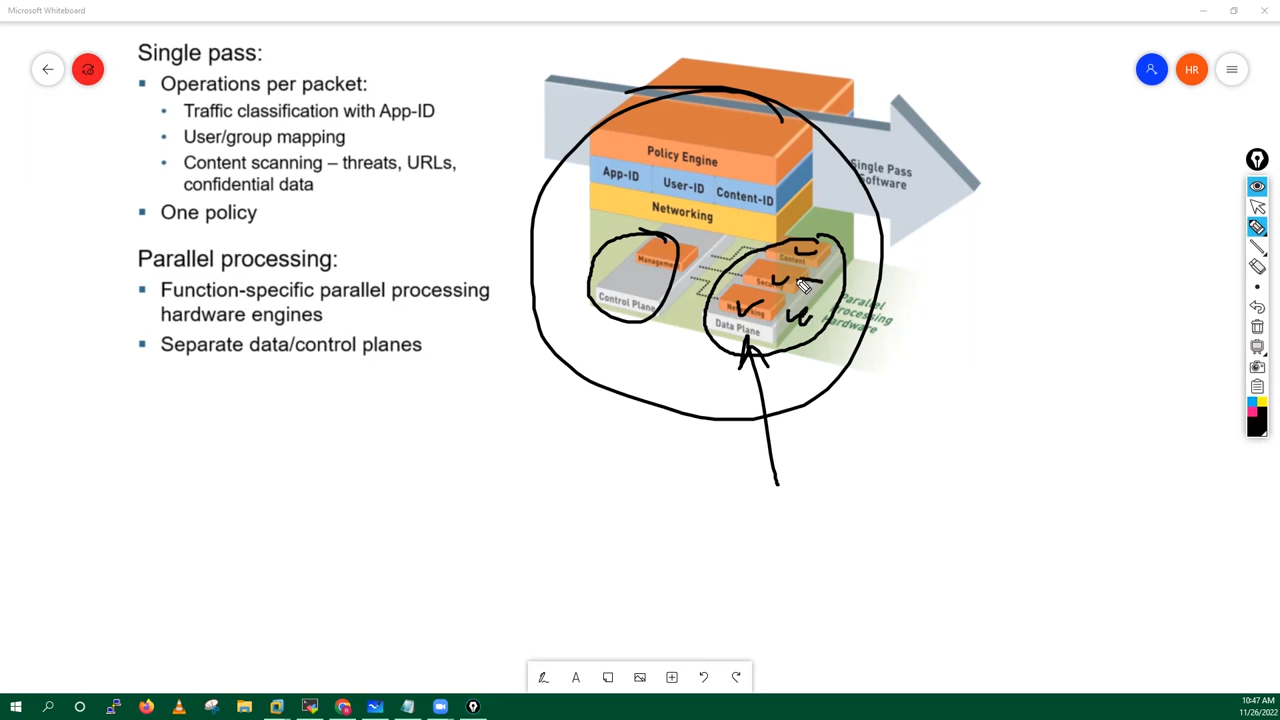 Microsoft Whiteboard
Single pass:
Operations per packet:
Traffic classification with App-ID
User/group mapping
Content scanning – threats, URLs,
confidential data
One policy
Parallel processing:
Function-specific parallel processing
hardware engines
Separate data/control planes
Policy Engine
App-ID
User-ID
Content-ID
Networking
Single Pass
Software
Management
Control Plane
Content
Data Plane
Parallel
Processing
Hardware
HR
A
10:47 AM
11/26/2022